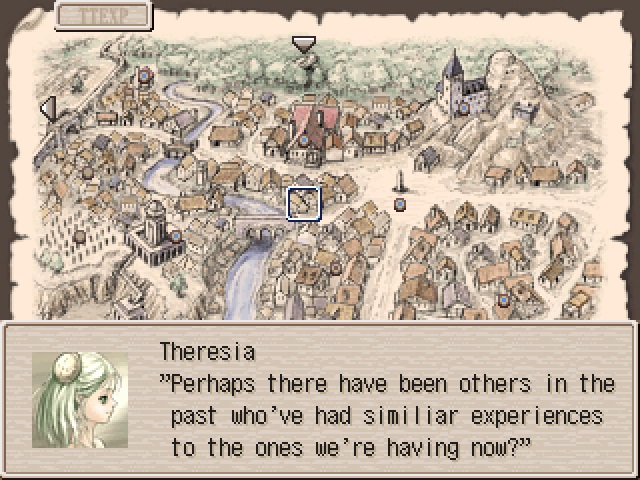 TTEXP
Theresia
”Perhaps there have been others in the
past who've had similiar experiences
to the ones we're having now?”